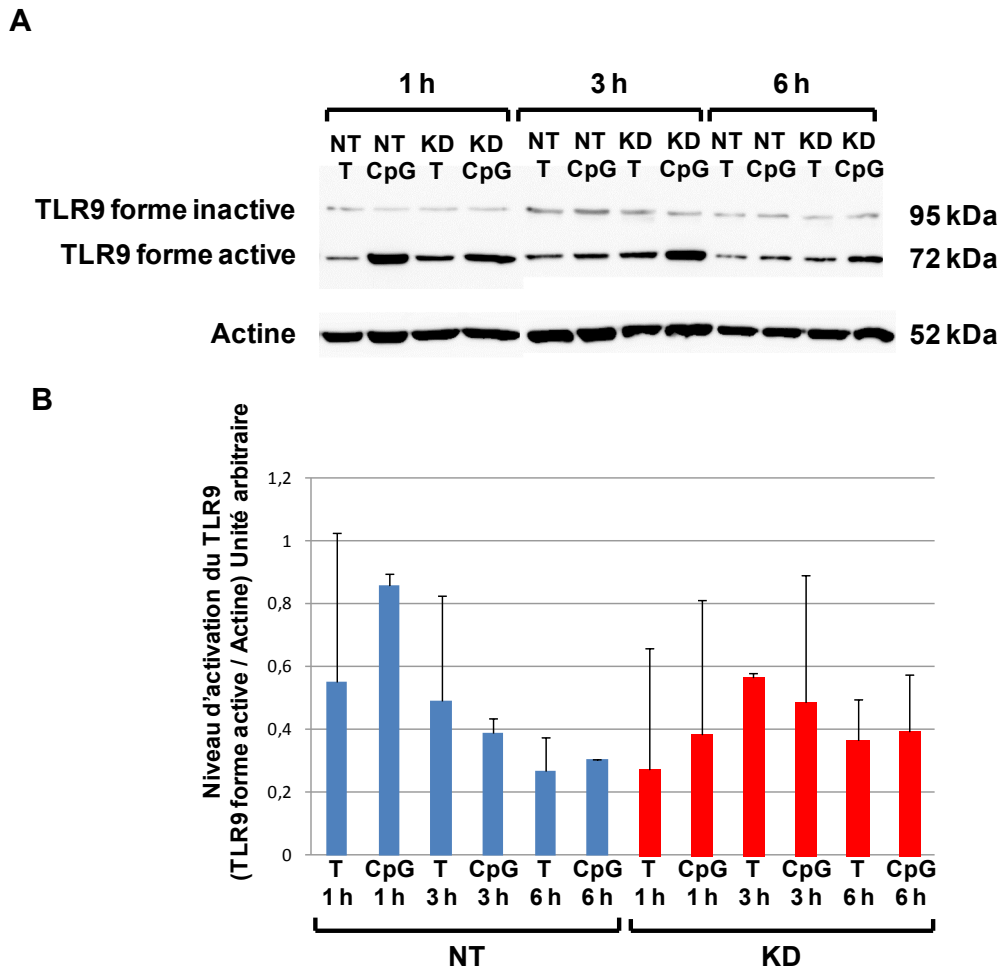 A
1 h 3 h 6 h
NT NT KD KD NT NT KD KD NT NT KD KD
T CpG T CpG T CpG T CpG T CpG T CpG
TLR9 forme inactive 95 kDa
TLR9 forme active 72 kDa
Actine 52 kDa
B
Niveau d'activation du TLR9
(TLR9 forme active / Actine) Unité arbitraire
1,2
1
0,8
0,6
0,4
0,2
0
T CpG T CpG T CpG T CpG T CpG T CpG
1 h 1 h 3 h 3 h 6 h 6 h 1 h 1 h 3 h 3 h 6 h 6 h
NT KD